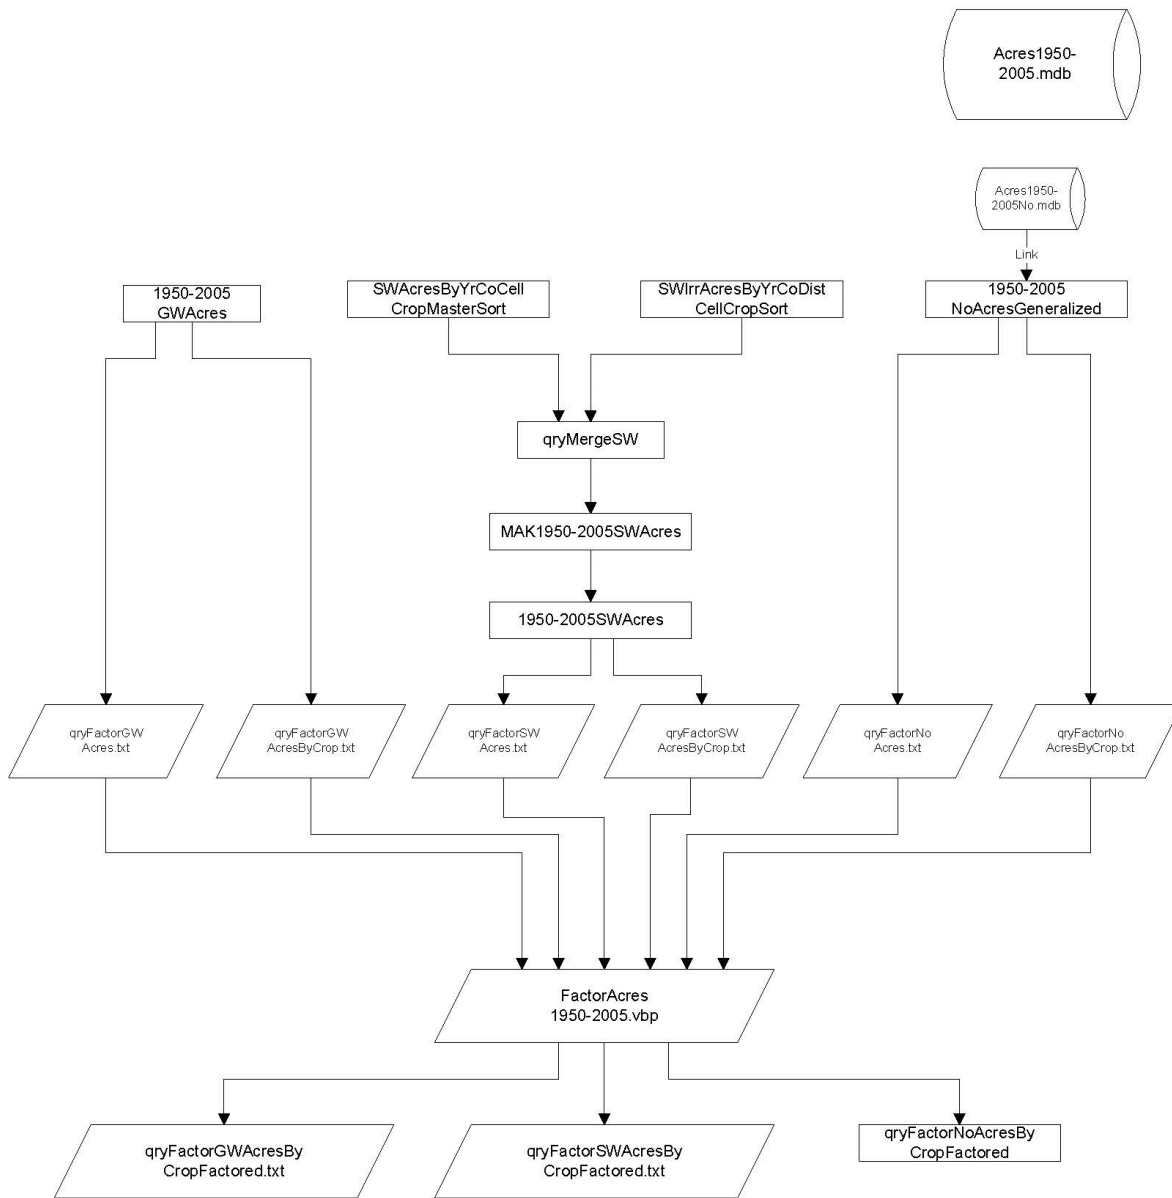 Acres1950-
2005.mdb
Acres1950-
2005No.mdb
Link
1950-2005
GWAcres
SWAcresByYrCoCell
CropMasterSort
SWIrrAcresByYrCoDist
CellCropSort
1950-2005
NoAcresGeneralized
qryMergeSW
MAK1950-2005SWAcres
1950-2005SWAcres
qryFactorGW
Acres.txt
qryFactorGW
AcresByCrop.txt
qryFactorSW
Acres.txt
qryFactorSW
AcresByCrop.txt
qryFactorNo
Acres.txt
qryFactorNo
AcresByCrop.txt
FactorAcres
1950-2005.vbp
qryFactorGWAcresBy
CropFactored.txt
qryFactorSWAcresBy
CropFactored.txt
qryFactorNoAcresBy
CropFactored